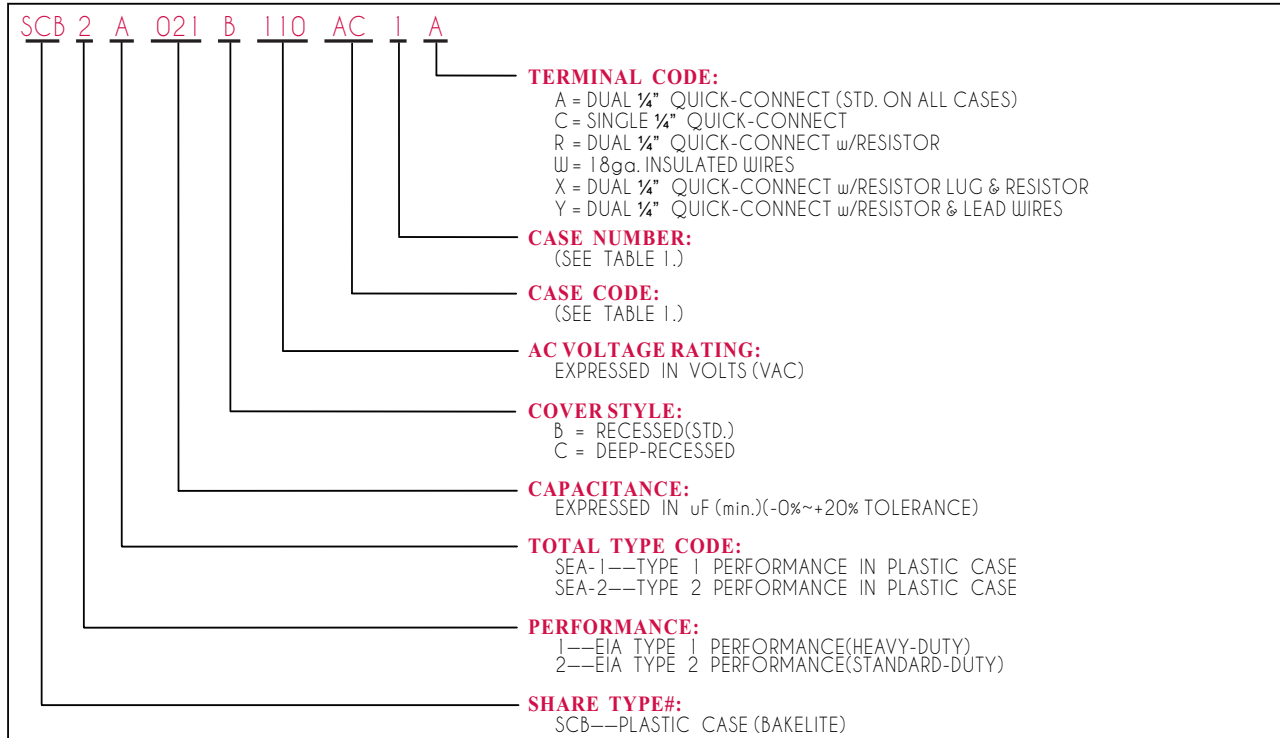 SCB 2 A 021 B 110 AC 1 A
TERMINAL CODE:
A = DUAL ¼” QUICK-CONNECT (STD. ON ALL CASES)
C = SINGLE ¼” QUICK-CONNECT
R = DUAL ¼” QUICK-CONNECT w/RESISTOR
W = 18ga. INSULATED WIRES
X = DUAL ¼” QUICK-CONNECT w/RESISTOR LUG & RESISTOR
Y = DUAL ¼” QUICK-CONNECT w/RESISTOR & LEAD WIRES
CASE NUMBER:
(SEE TABLE 1.)
CASE CODE:
(SEE TABLE 1.)
AC VOLTAGE RATING:
EXPRESSED IN VOLTS (VAC)
COVER STYLE:
B = RECESSED(STD.)
C = DEEP-RECESSED
CAPACITANCE:
EXPRESSED IN uF (min.)(-0%~+20% TOLERANCE)
TOTAL TYPE CODE:
SEA-1——TYPE 1 PERFORMANCE IN PLASTIC CASE
SEA-2——TYPE 2 PERFORMANCE IN PLASTIC CASE
PERFORMANCE:
1——EIA TYPE 1 PERFORMANCE(HEAVY-DUTY)
2——EIA TYPE 2 PERFORMANCE(STANDARD-DUTY)
SHARE TYPE#:
SCB——PLASTIC CASE (BAKELITE)